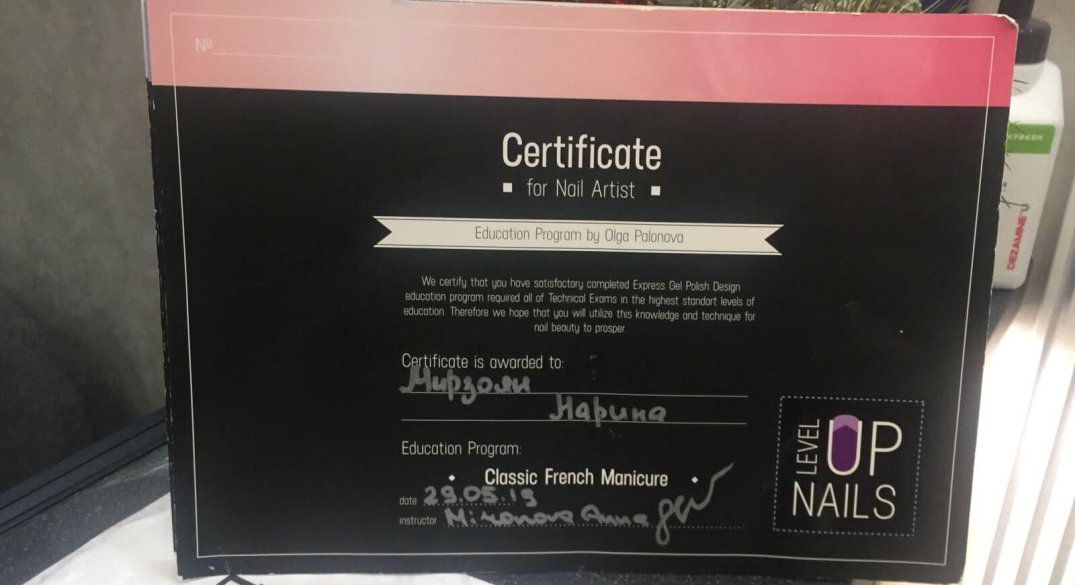 №
Certificate
for Nail Artist
Education Program by Olga Palonova
We certify that you have satisfactory completed Express Gel Polish Design
education program required all of Technical Exams in the highest standart levels of
education. Therefore we hope that you will utilize this knowledge and technique for
nail beauty to prosper.
Certificate is awarded to:
Марина
Education Program:
Classic French Manicure
date 29.05.19
instructor
LEVEL UP
NAILS
DEZAMINE